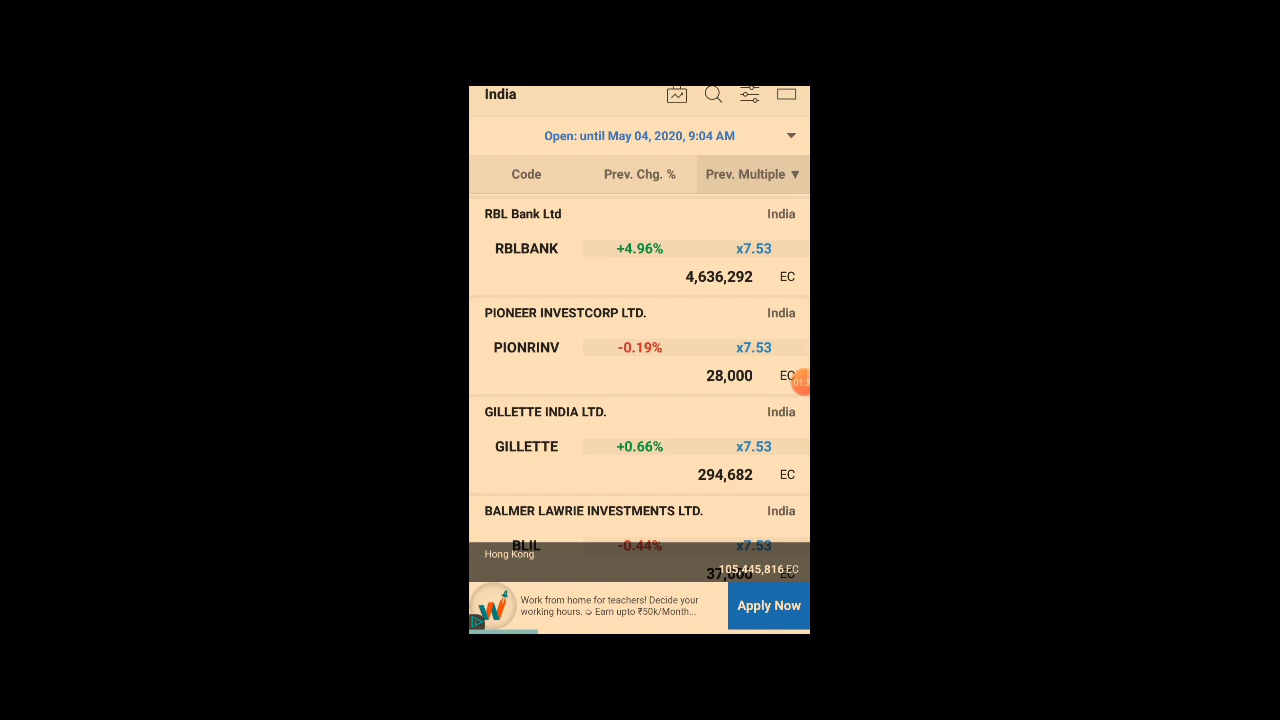 India
Open: until May 04, 2020, 9:04 AM
Code Prev. Chg. % Prev. Multiple ▼
RBL Bank Ltd India
RBLBANK +4.96% x7.53
4,636,292 EC
PIONEER INVESTCORP LTD. India
PIONRINV -0.19% x7.53
28,000 EC
GILLETTE INDIA LTD. India
GILLETTE +0.66% x7.53
294,682 EC
BALMER LAWRIE INVESTMENTS LTD. India
BLIL -0.44% x7.53
Hong Kong
105,445,816 EC
EC
Work from home for teachers! Decide your
working hours. ➭ Earn upto ₹50k/Month...
Apply Now